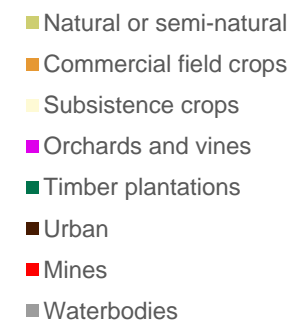 Natural or semi-natural
Commercial field crops
Subsistence crops
Orchards and vines
Timber plantations
Urban
Mines
Waterbodies